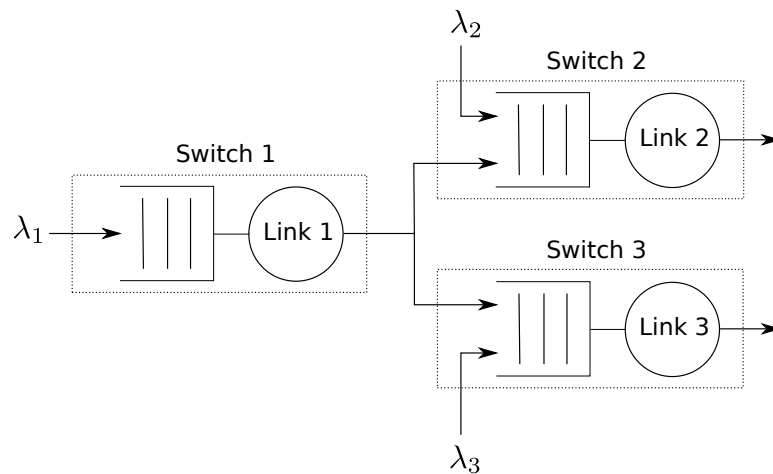 λ₂
Switch 2
Link 2
Switch 1
λ₁
Link 1
Switch 3
Link 3
λ₃